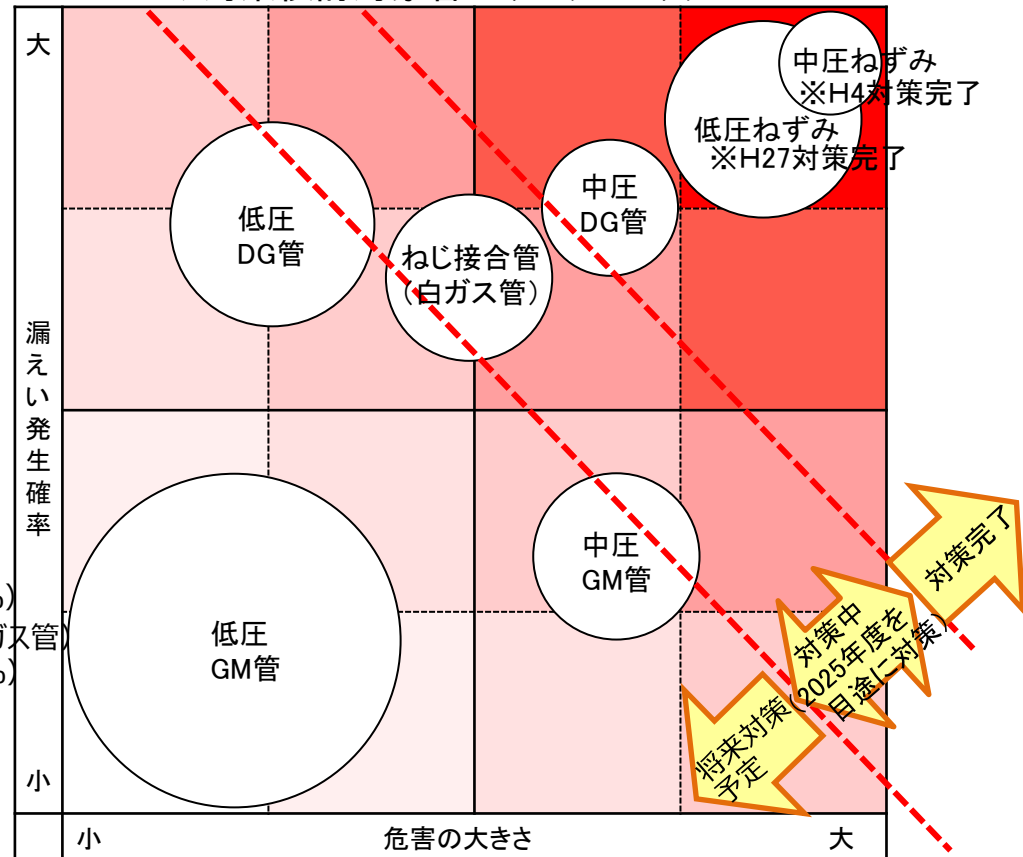 大
中圧ねずみ
※H4対策完了
低圧ねずみ
※H27対策完了
中圧
DG管
低圧
DG管
ねじ接合管
（白ガス管）
漏えい発生確率
対策完了
中圧
GM管
対策中
（2025年度を
目途に対策）
低圧
GM管
将来対策
予定
%)
ガス管)
%)
小
小
危害の大きさ
大